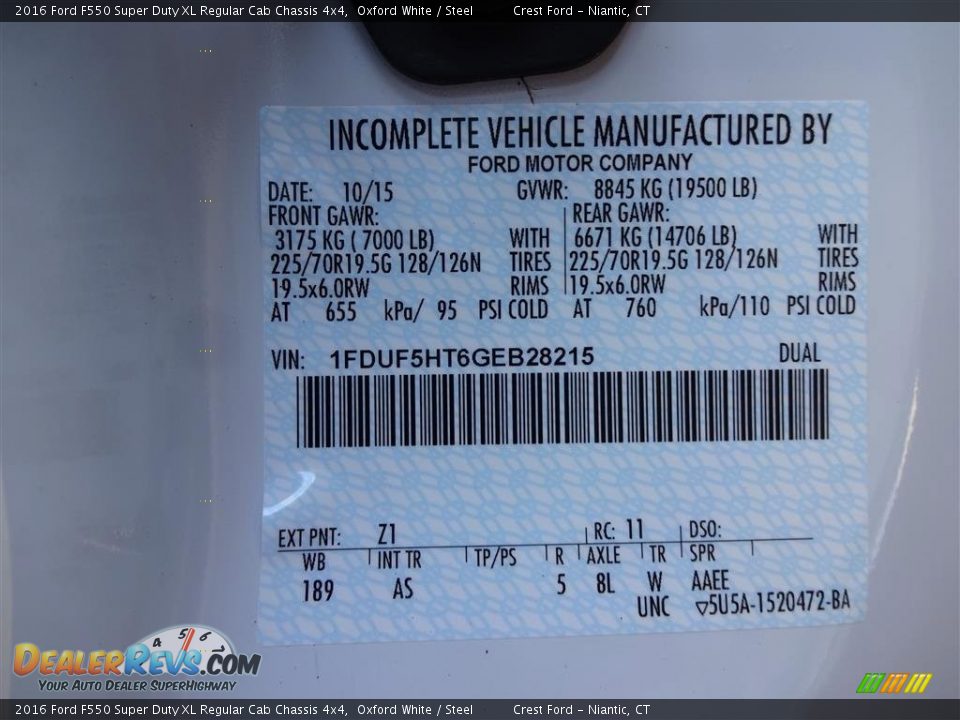 2016 Ford F550 Super Duty XL Regular Cab Chassis 4x4, Oxford White / Steel Crest Ford - Niantic, CT
INCOMPLETE VEHICLE MANUFACTURED BY
FORD MOTOR COMPANY
DATE: 10/15 GVWR: 8845 KG (19500 LB)
FRONT GAWR: REAR GAWR:
3175 KG ( 7000 LB) WITH 6671 KG (14706 LB) WITH
225/70R19.5G 128/126N TIRES 225/70R19.5G 128/126N TIRES
19.5x6.0RW RIMS 19.5x6.0RW RIMS
AT 655 kPa/ 95 PSI COLD AT 760 kPa/110 PSI COLD
VIN: 1FDUF5HT6GEB28215 DUAL
EXT PNT: Z1 RC: 11 DSO:
WB INT TR TP/PS R AXLE TR SPR
189 AS 5 8L W AAEE
UNC ▽5U5A-1520472-BA
4 5 6
DEALERREVS.COM
YOUR AUTO DEALER SUPERHIGHWAY
2016 Ford F550 Super Duty XL Regular Cab Chassis 4x4, Oxford White / Steel Crest Ford - Niantic, CT